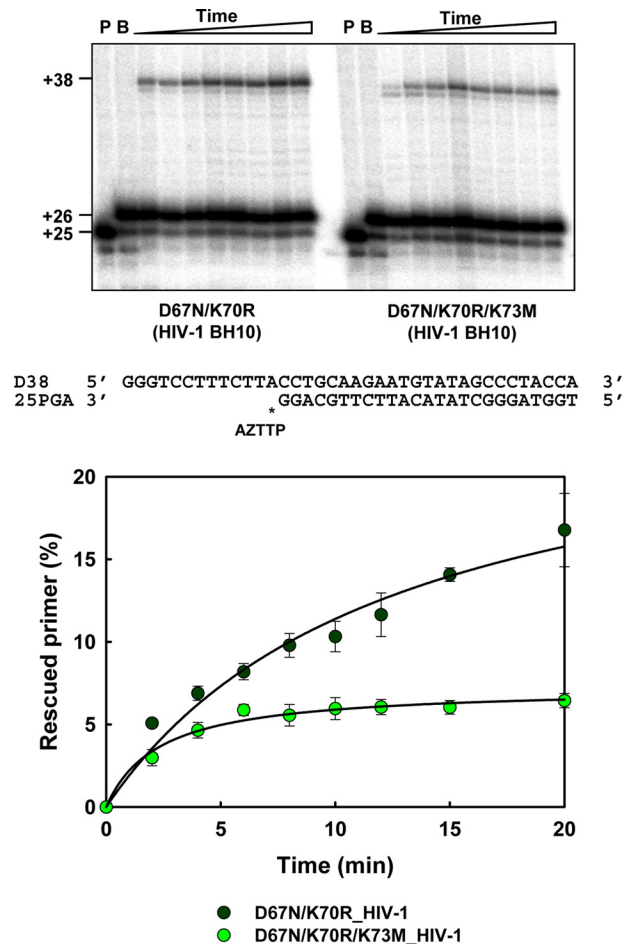 Time Time
P B P B
+38
+26
+25
D67N/K70R D67N/K70R/K73M
(HIV-1 BH10) (HIV-1 BH10)
D38 5′ GGGTCCTTTCTTACCTGCAAGAATGTATAGCCCTACCA 3′
25PGA 3′ GGACGTTCTTACATATCGGGATGGT 5′
*
AZTTP
20
15
10
5
0
Rescued primer (%)
0 5 10 15 20
Time (min)
D67N/K70R_HIV-1
D67N/K70R/K73M_HIV-1